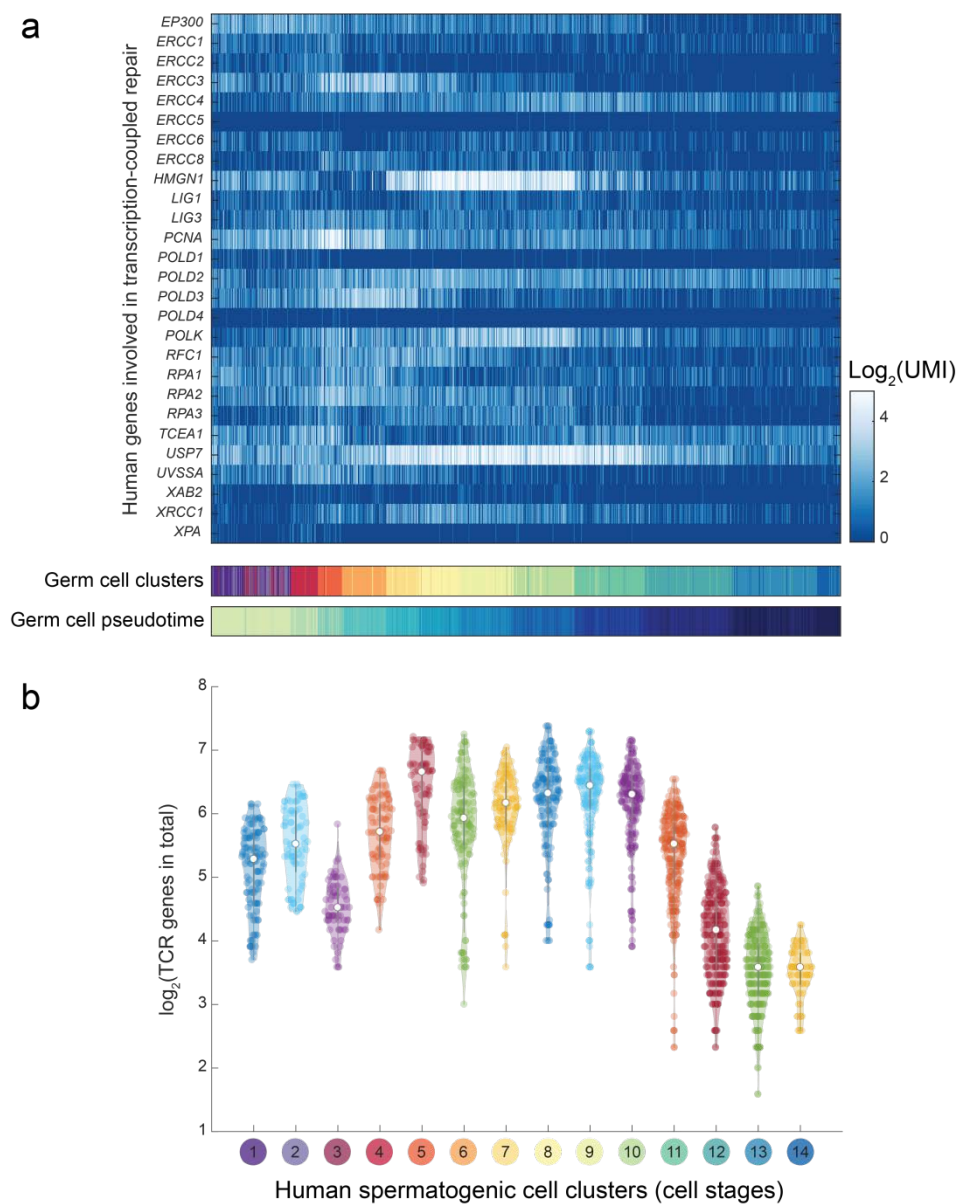 a
Human genes involved in transcription-coupled repair
EP300
ERCC1
ERCC2
ERCC3
ERCC4
ERCC5
ERCC6
ERCC8
HMGN1
LIG1
LIG3
PCNA
POLD1
POLD2
POLD3
POLD4
POLK
RFC1
RPA1
RPA2
RPA3
TCEA1
USP7
UVSSA
XAB2
XRCC1
XPA
Log₂(UMI)
4
2
0
Germ cell clusters
Germ cell pseudotime
b
log₂(TCR genes in total)
8
7
6
5
4
3
2
1
1 2 3 4 5 6 7 8 9 10 11 12 13 14
Human spermatogenic cell clusters (cell stages)